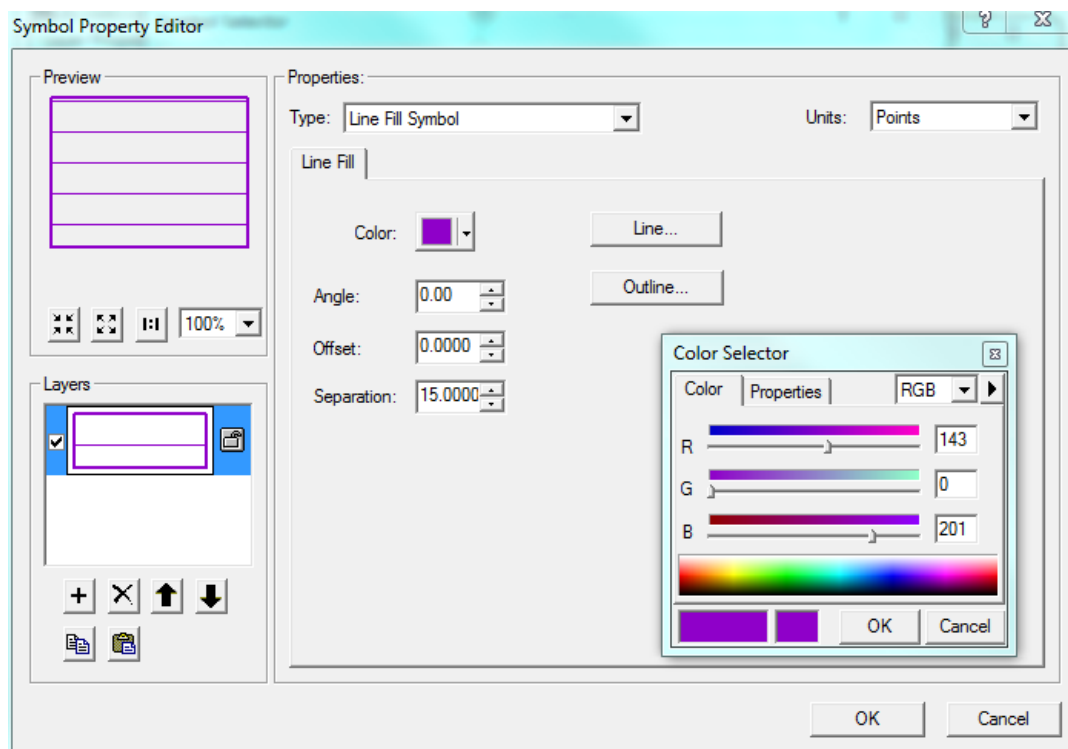 Symbol Property Editor
Preview
100%
Layers
Properties:
Type: Line Fill Symbol
Units: Points
Line Fill
Color:
Line...
Angle: 0.00
Outline...
Offset: 0.0000
Separation: 15.0000
Color Selector
Color Properties RGB
R 143
G 0
B 201
OK Cancel
OK Cancel